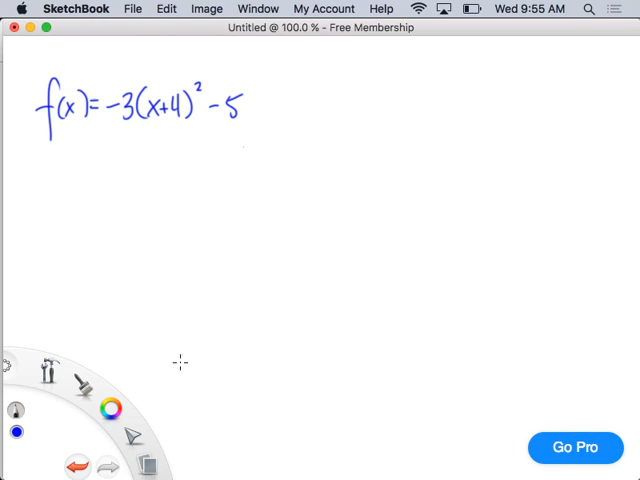 SketchBook File Edit Image Window My Account Help Wed 9:55 AM
Untitled @ 100.0 % - Free Membership
f(x)= -3(x+4)² - 5
Go Pro